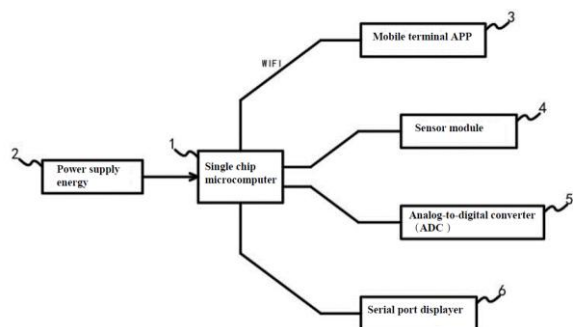 3
Mobile terminal APP
WIFI
4
Sensor module
1
2
Power supply
energy
Single chip
microcomputer
5
Analog-to-digital converter
（ADC ）
6
Serial port displayer